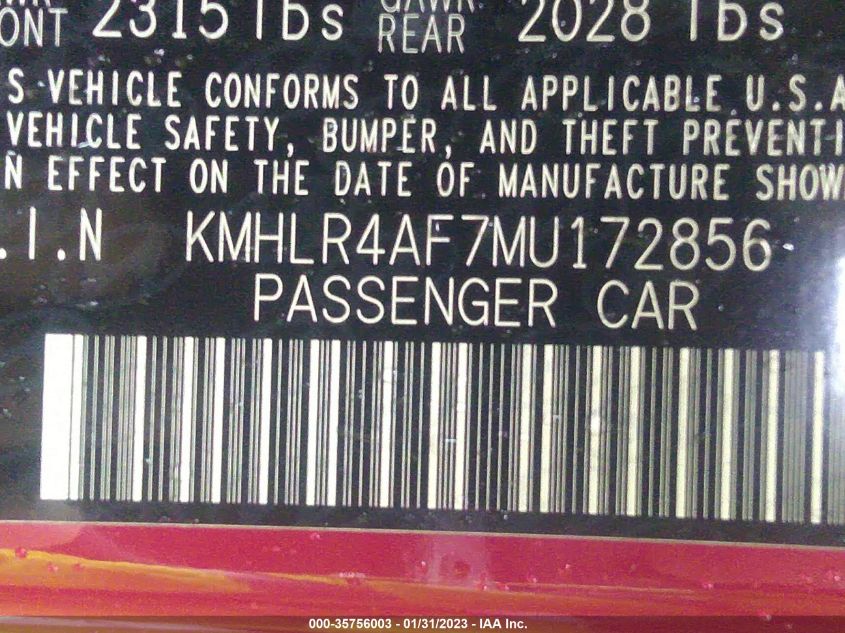 ONT 2315 lbs GAWR REAR 2028 lbs
S VEHICLE CONFORMS TO ALL APPLICABLE U.S.A
VEHICLE SAFETY, BUMPER, AND THEFT PREVENTI
N EFFECT ON THE DATE OF MANUFACTURE SHOW
.I.N KMHLR4AF7MU172856
PASSENGER CAR
000-35756003 - 01/31/2023 - IAA Inc.